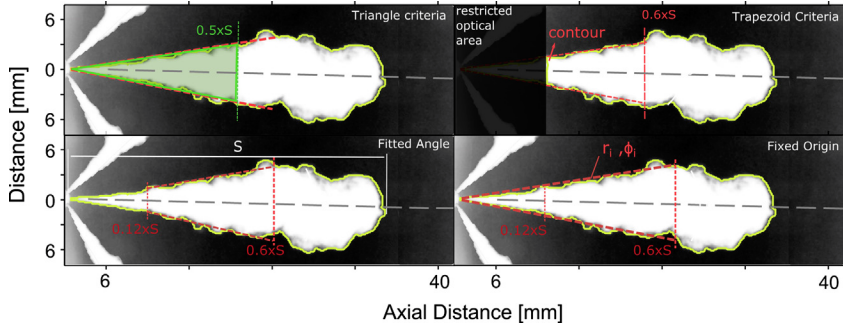 Distance [mm]
6
0
6
6
0
6
0.5xS
Triangle criteria
restricted
optical
area
0.6xS
Trapezoid Criteria
contour
S
Fitted Angle
0.12xS
0.6xS
r_i ,ϕ_i
Fixed Origin
0.12xS
0.6xS
6
40
6
40
Axial Distance [mm]